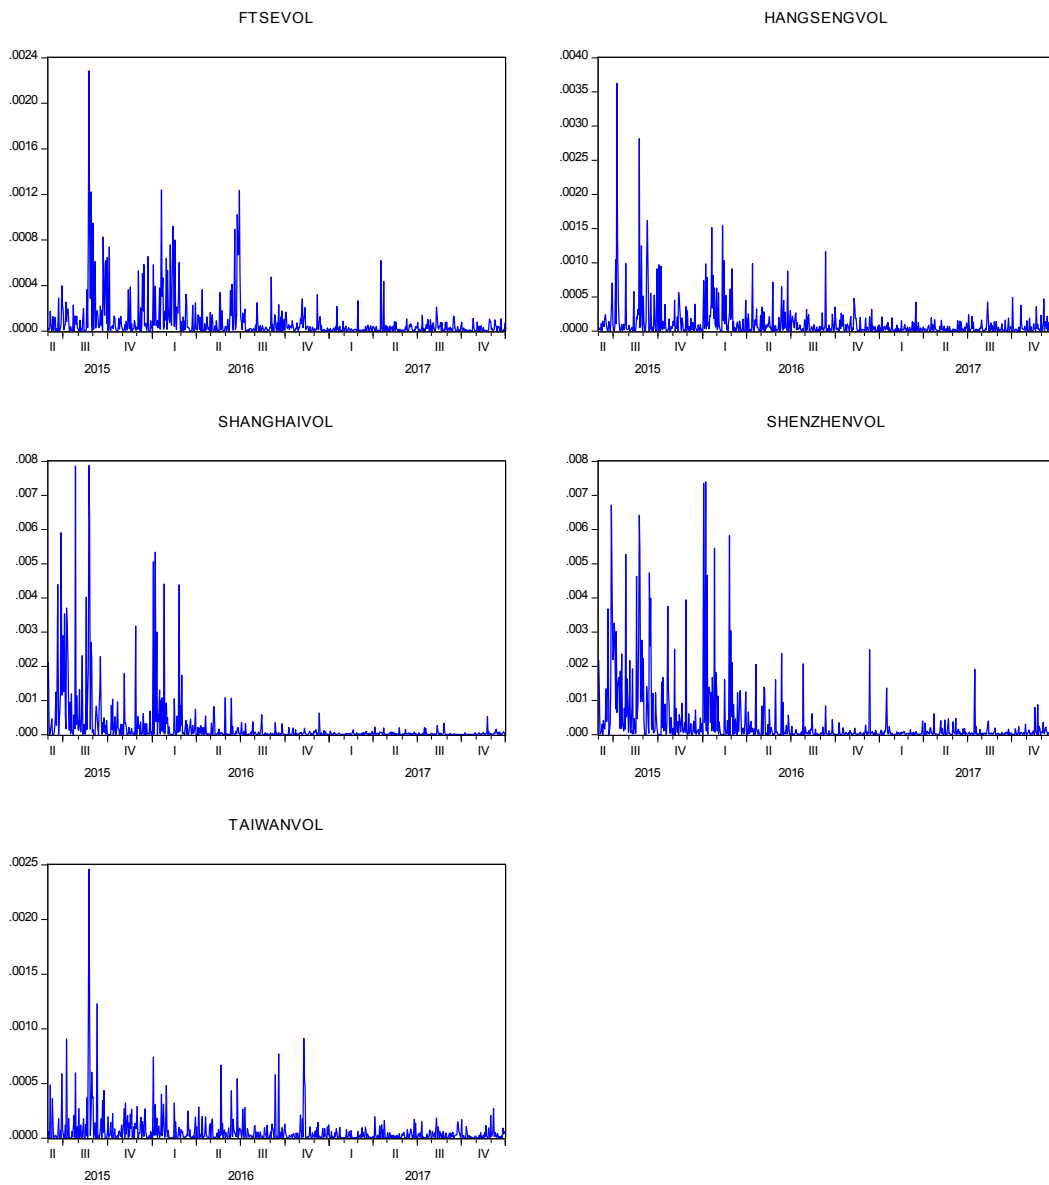 FTSEVOL
.0024
.0020
.0016
.0012
.0008
.0004
.0000
II III IV I II III IV I II III IV
2015 2016 2017
HANGSENGVOL
.0040
.0035
.0030
.0025
.0020
.0015
.0010
.0005
.0000
II III IV I II III IV I II III IV
2015 2016 2017
SHANGHAIVOL
.008
.007
.006
.005
.004
.003
.002
.001
.000
II III IV I II III IV I II III IV
2015 2016 2017
SHENZHENVOL
.008
.007
.006
.005
.004
.003
.002
.001
.000
II III IV I II III IV I II III IV
2015 2016 2017
TAIWANVOL
.0025
.0020
.0015
.0010
.0005
.0000
II III IV I II III IV I II III IV
2015 2016 2017